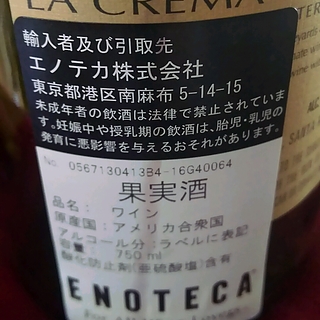 LA CREMA
輸入者及び引取先
エノテカ株式会社
東京都港区南麻布 5-14-15
未成年者の飲酒は法律で禁止されていま
す。妊娠中や授乳期の飲酒は、胎児・乳児の
発育に悪影響を与えるおそれがあります。
No. 0567130413B4-16G40064
果実酒
品名: ワイン
原産国: アメリカ合衆国
アルコール分: ラベルに表記
容量: 750 ml
酸化防止剤(亜硫酸塩)含有
ENOTECA